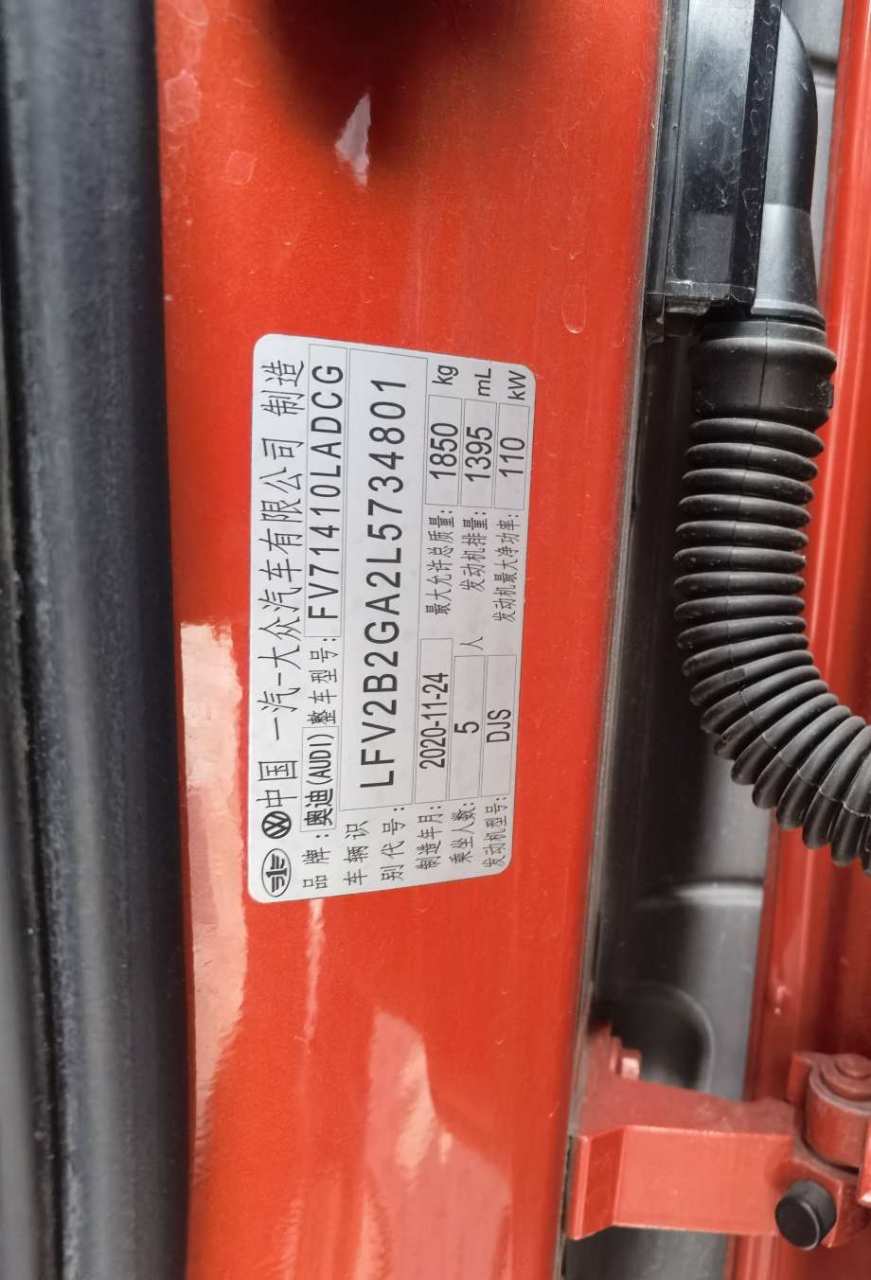 中国 一汽-大众汽车有限公司 制造
品牌：奥迪(AUDI) 整车型号：FV71410LADCG
车辆识别代号：LFV2B2GA2L5734801
制造年月：2020-11-24 最大允许总质量：1850 kg
乘坐人数：5 人 发动机排量：1395 mL
发动机型号：DJS 发动机最大净功率：110 kW